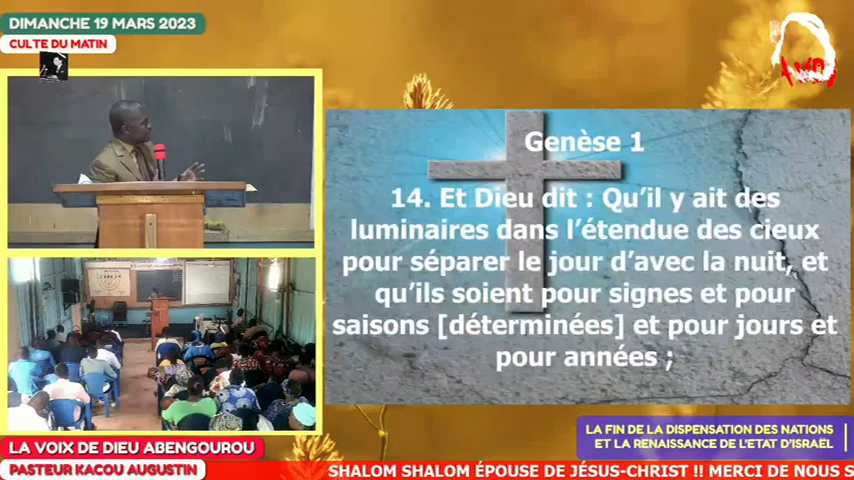 DIMANCHE 19 MARS 2023
CULTE DU MATIN
Genèse 1
14. Et Dieu dit : Qu’il y ait des
luminaires dans l’étendue des cieux
pour séparer le jour d’avec la nuit, et
qu’ils soient pour signes et pour
saisons [déterminées] et pour jours et
pour années ;
LA VOIX DE DIEU ABENGOUROU
PASTEUR KACOU AUGUSTIN
LA FIN DE LA DISPENSATION DES NATIONS
ET LA RENAISSANCE DE L'ETAT D'ISRAËL
SHALOM SHALOM ÉPOUSE DE JÉSUS-CHRIST !! MERCI DE NOUS S